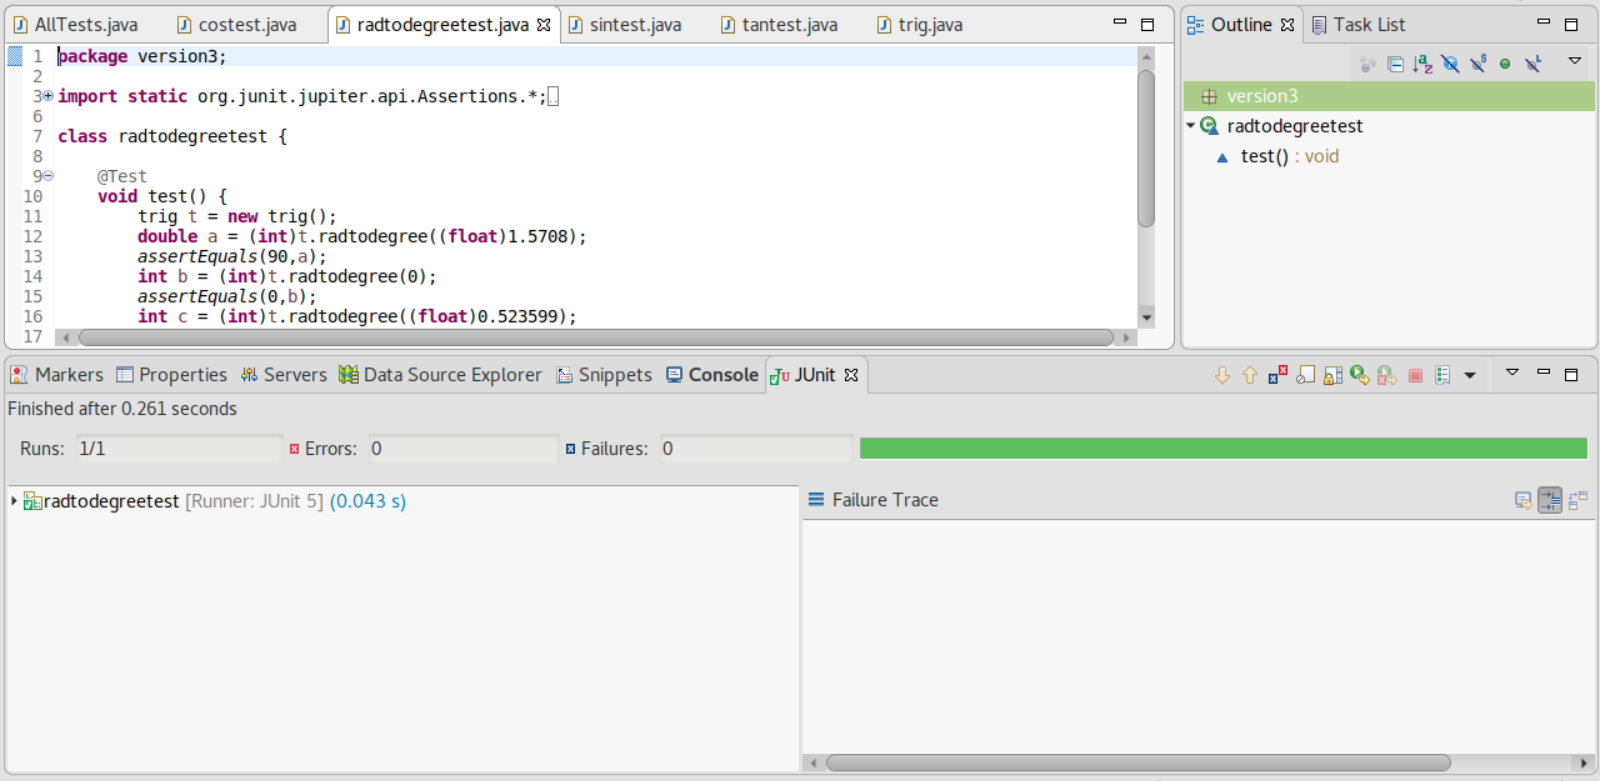 AllTests.java costest.java radtodegreetest.java sintest.java tantest.java trig.java
1 package version3;
2
3 import static org.junit.jupiter.api.Assertions.*;
6
7 class radtodegreetest {
8
9 @Test
10 void test() {
11 trig t = new trig();
12 double a = (int)t.radtodegree((float)1.5708);
13 assertEquals(90,a);
14 int b = (int)t.radtodegree(0);
15 assertEquals(0,b);
16 int c = (int)t.radtodegree((float)0.523599);
17
Outline Task List
version3
radtodegreetest
test() : void
Markers Properties Servers Data Source Explorer Snippets Console JUnit
Finished after 0.261 seconds
Runs: 1/1 Errors: 0 Failures: 0
radtodegreetest [Runner: JUnit 5] (0.043 s)
Failure Trace